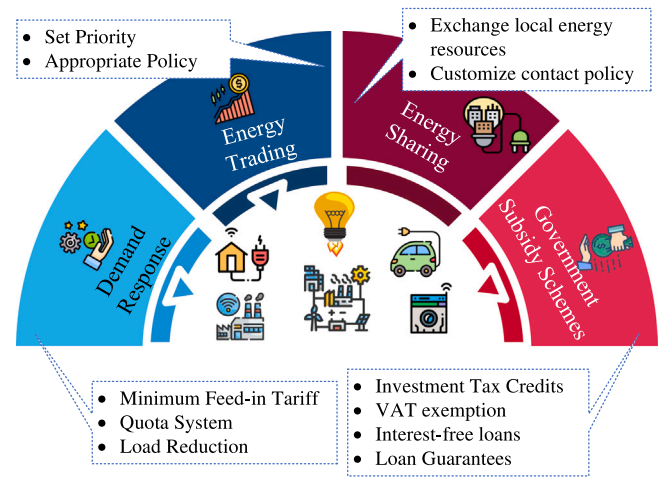 • Set Priority
• Appropriate Policy
• Exchange local energy
resources
• Customize contact policy
Energy
Trading
Energy
Sharing
Demand
Response
Government
Subsidy Schemes
• Minimum Feed-in Tariff
• Quota System
• Load Reduction
• Investment Tax Credits
• VAT exemption
• Interest-free loans
• Loan Guarantees